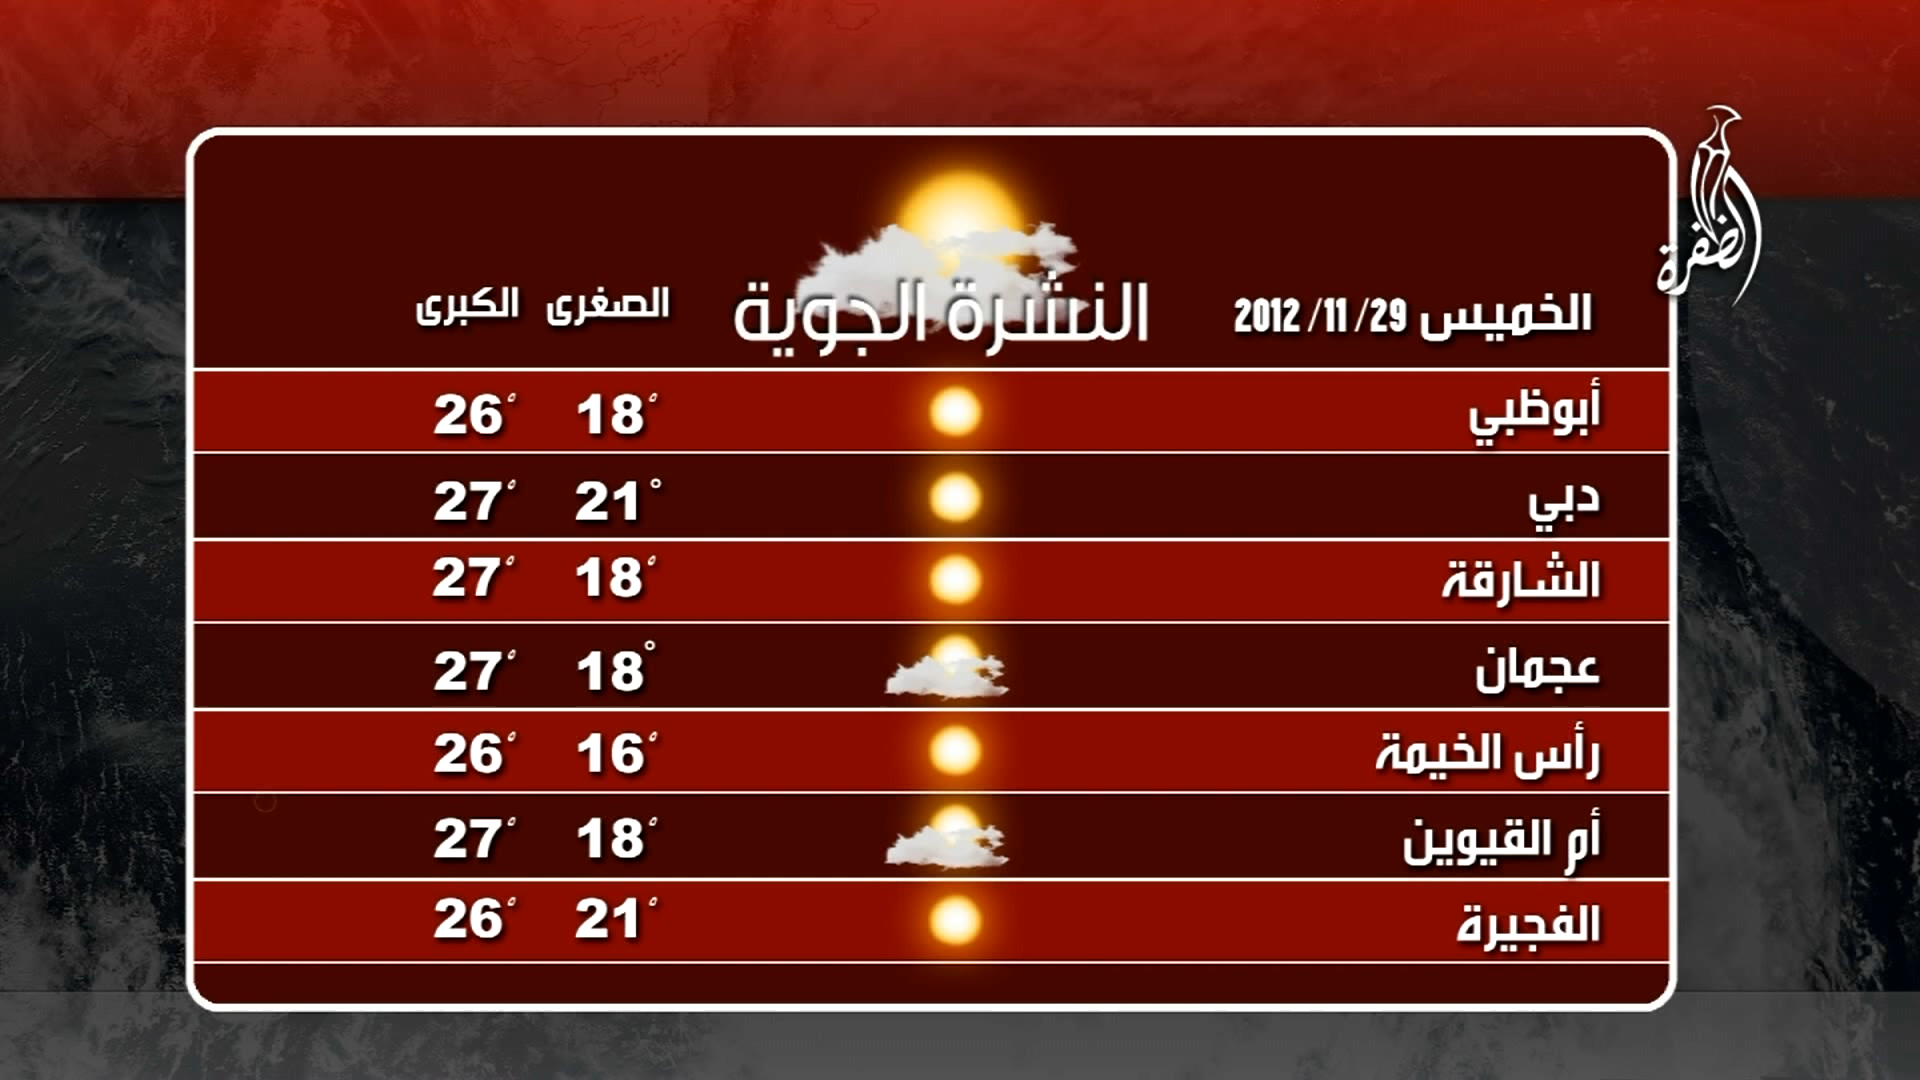 الظفرة
الخميس 29/ 11/ 2012 النشرة الجوية الصغرى الكبرى
أبوظبي 18° 26°
دبي 21° 27°
الشارقة 18° 27°
عجمان 18° 27°
رأس الخيمة 16° 26°
أم القيوين 18° 27°
الفجيرة 21° 26°